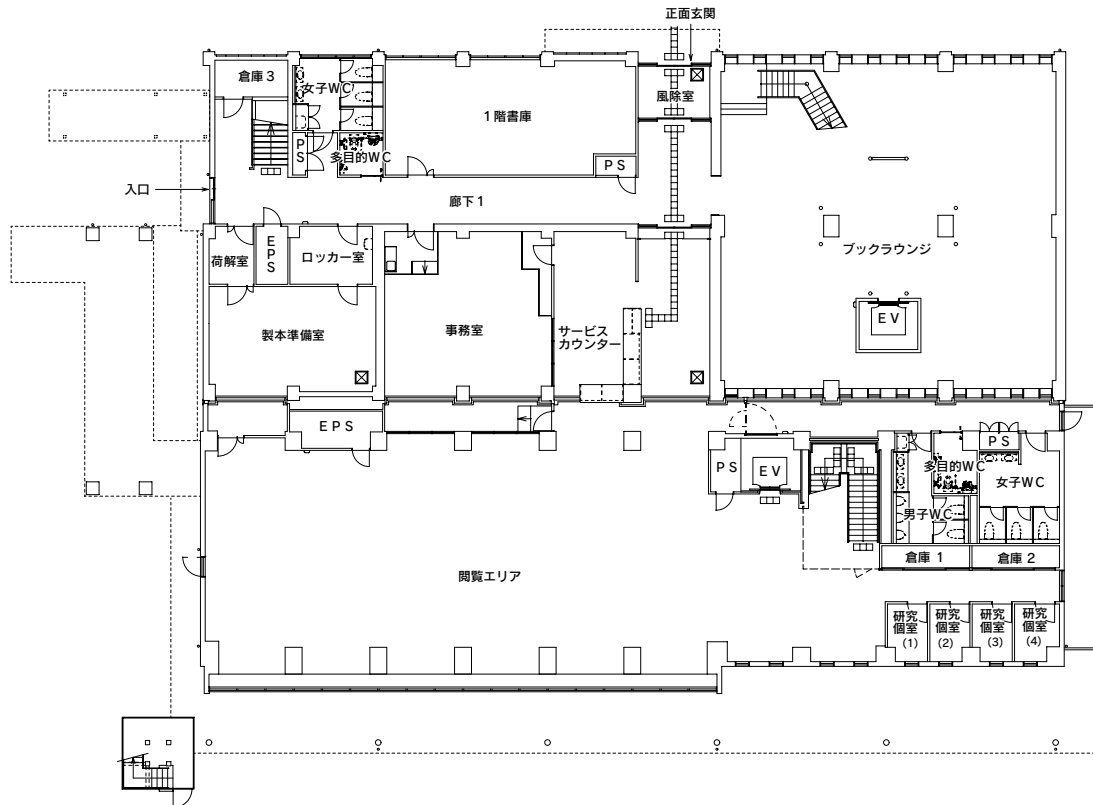 正面玄関
倉庫３
女子ＷＣ
風除室
１階書庫
ＰＳ
多目的ＷＣ
ＰＳ
入口
廊下１
ブックラウンジ
荷解室
ＥＰＳ
ロッカー室
ＥＶ
製本準備室
事務室
サービス
カウンター
ＥＰＳ
ＰＳ
ＥＶ
ＰＳ
多目的ＷＣ
女子ＷＣ
男子ＷＣ
倉庫 1
倉庫 2
閲覧エリア
研究
個室
(1)
研究
個室
(2)
研究
個室
(3)
研究
個室
(4)